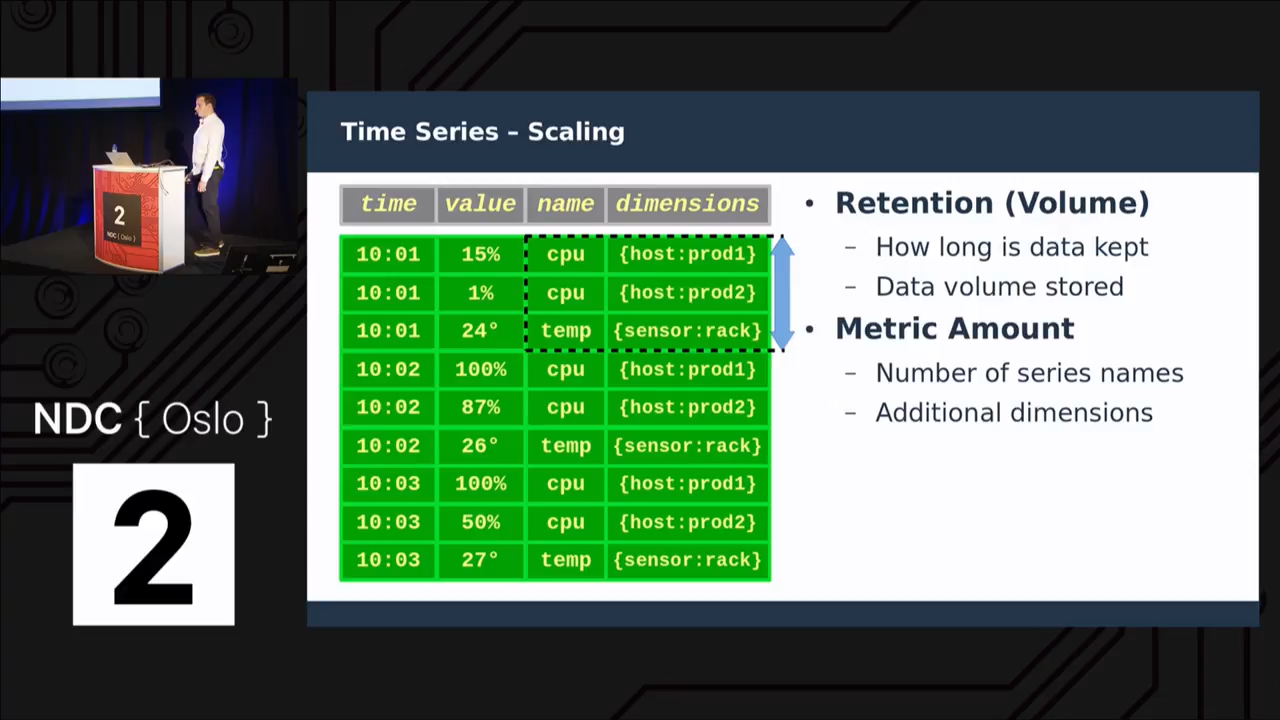 Time Series – Scaling
time value name dimensions
10:01 15% cpu {host:prod1}
10:01 1% cpu {host:prod2}
10:01 24° temp {sensor:rack}
10:02 100% cpu {host:prod1}
10:02 87% cpu {host:prod2}
10:02 26° temp {sensor:rack}
10:03 100% cpu {host:prod1}
10:03 50% cpu {host:prod2}
10:03 27° temp {sensor:rack}
• Retention (Volume)
– How long is data kept
– Data volume stored
• Metric Amount
– Number of series names
– Additional dimensions
2
NDC { Oslo }
NDC { Oslo }
2